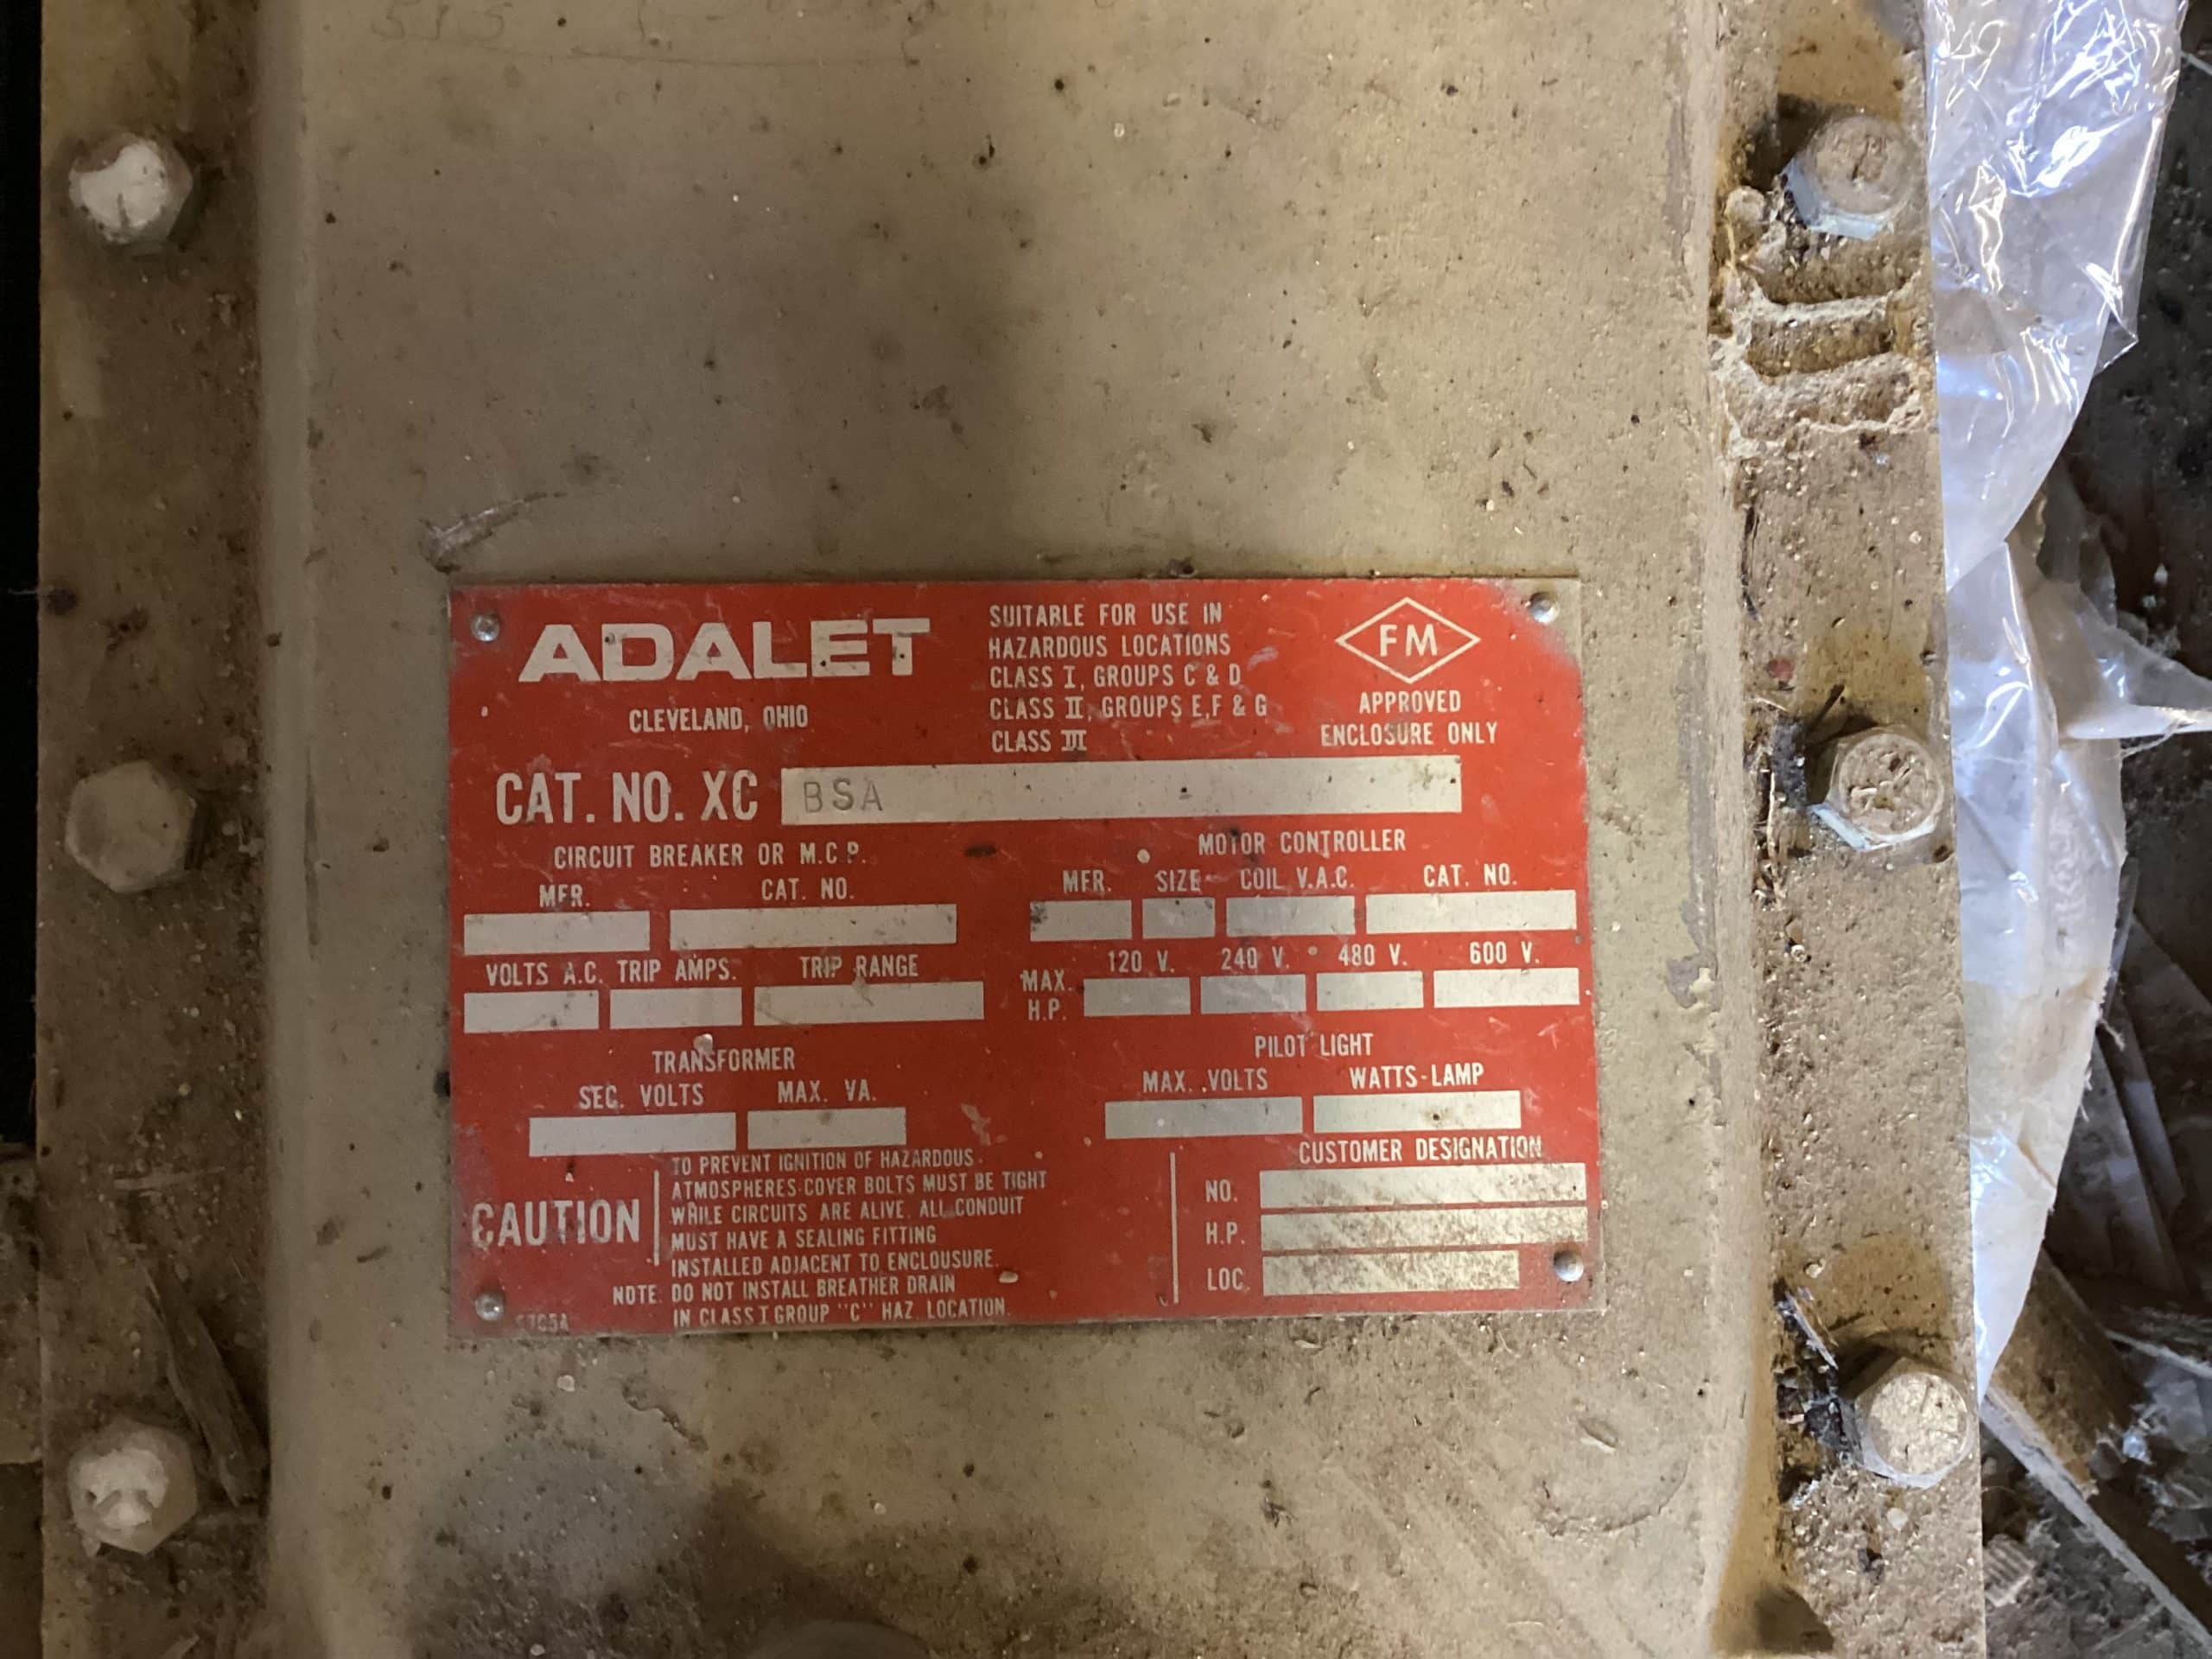 ADALET
CLEVELAND, OHIO
SUITABLE FOR USE IN
HAZARDOUS LOCATIONS
CLASS I, GROUPS C & D
CLASS II, GROUPS E, F & G
CLASS III
FM
APPROVED
ENCLOSURE ONLY
CAT. NO. XC BSA
CIRCUIT BREAKER OR M.C.P.
MFR. CAT. NO.
VOLTS A.C. TRIP AMPS. TRIP RANGE
MOTOR CONTROLLER
MFR. SIZE COIL V.A.C. CAT. NO.
120 V. 240 V. 480 V. 600 V.
MAX.
H.P.
TRANSFORMER
SEC. VOLTS MAX. VA.
PILOT LIGHT
MAX. VOLTS WATTS-LAMP
CAUTION
TO PREVENT IGNITION OF HAZARDOUS
ATMOSPHERES COVER BOLTS MUST BE TIGHT
WHILE CIRCUITS ARE ALIVE. ALL CONDUIT
MUST HAVE A SEALING FITTING
INSTALLED ADJACENT TO ENCLOUSURE.
NOTE: DO NOT INSTALL BREATHER DRAIN
IN CLASS I GROUP "C" HAZ. LOCATION.
CUSTOMER DESIGNATION
NO.
H.P.
LOC.